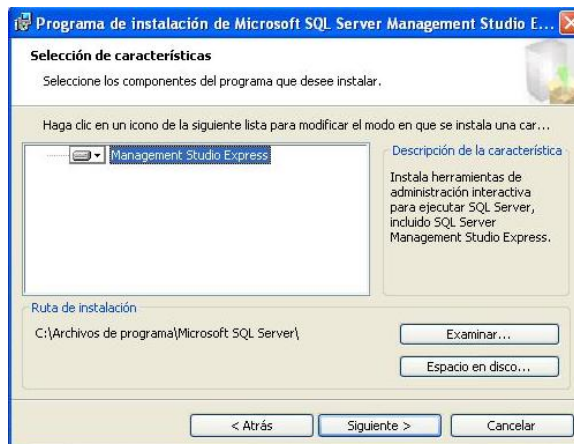 Programa de instalación de Microsoft SQL Server Management Studio E...
Selección de características
Seleccione los componentes del programa que desee instalar.
Haga clic en un icono de la siguiente lista para modificar el modo en que se instala una car...
Management Studio Express
Descripción de la característica
Instala herramientas de
administración interactiva
para ejecutar SQL Server,
incluido SQL Server
Management Studio Express.
Ruta de instalación
C:\Archivos de programa\Microsoft SQL Server\
Examinar...
Espacio en disco...
< Atrás
Siguiente >
Cancelar